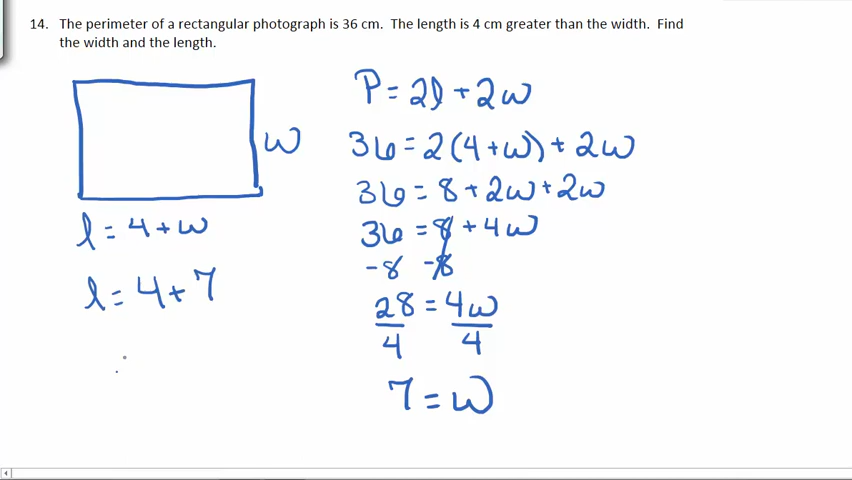 14. The perimeter of a rectangular photograph is 36 cm. The length is 4 cm greater than the width. Find
the width and the length.
w
l = 4 + w
l = 4 + 7
P = 2l + 2w
36 = 2(4 + w) + 2w
36 = 8 + 2w + 2w
36 = 8 + 4w
-8 -8
28 = 4w
4 4
7 = w